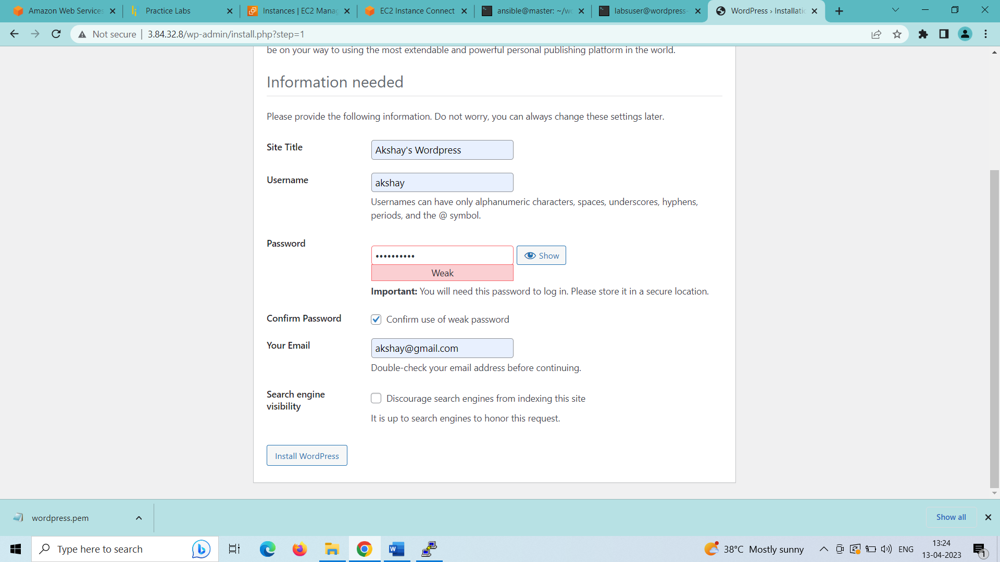 Amazon Web Services
Practice Labs
Instances | EC2 Manag
EC2 Instance Connect
ansible@master: ~/wo
labsuser@wordpress-
WordPress › Installatio
Not secure
3.84.32.8/wp-admin/install.php?step=1
be on your way to using the most extendable and powerful personal publishing platform in the world.
Information needed
Please provide the following information. Do not worry, you can always change these settings later.
Site Title
Akshay's Wordpress
Username
akshay
Usernames can have only alphanumeric characters, spaces, underscores, hyphens,
periods, and the @ symbol.
Password
••••••••••
Show
Weak
Important: You will need this password to log in. Please store it in a secure location.
Confirm Password
Confirm use of weak password
Your Email
akshay@gmail.com
Double-check your email address before continuing.
Search engine
visibility
Discourage search engines from indexing this site
It is up to search engines to honor this request.
Install WordPress
wordpress.pem
Show all
Type here to search
38°C Mostly sunny
ENG
13:24
13-04-2023
1